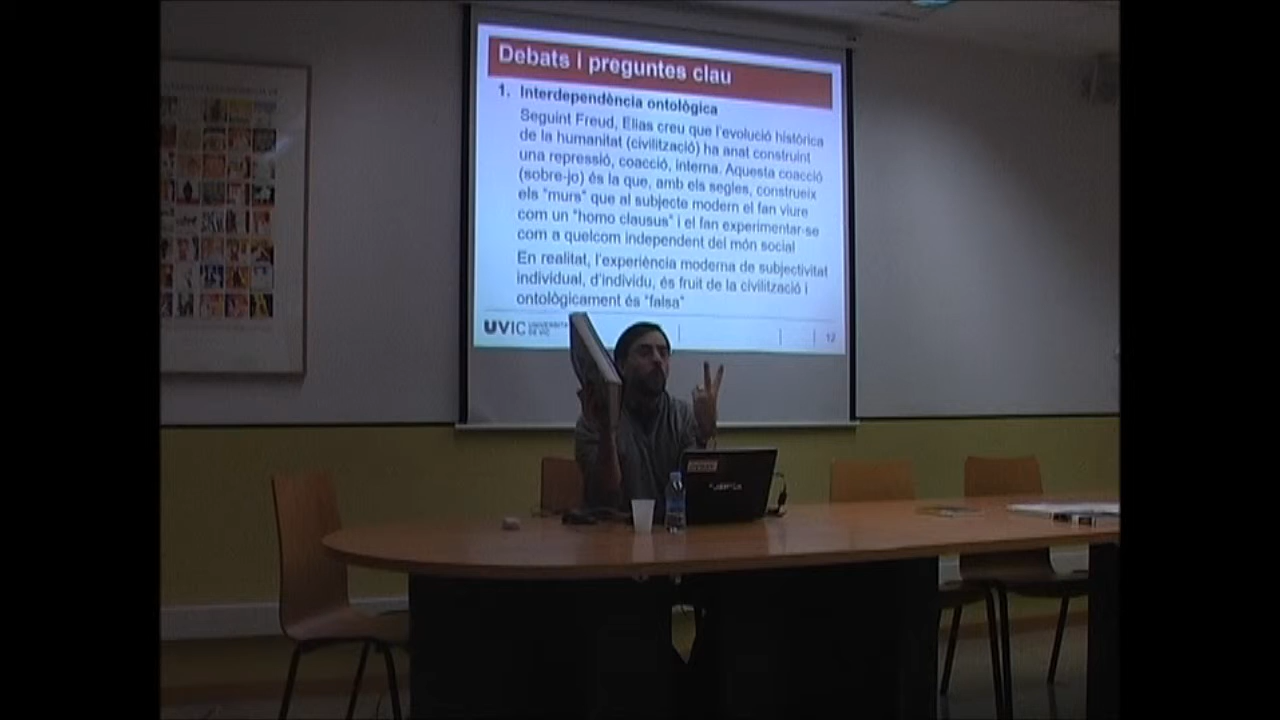 Debats i preguntes clau
1. Interdependència ontològica
Seguint Freud, Elias creu que l'evolució històrica
de la humanitat (civilització) ha anat construint
una repressió, coacció, interna. Aquesta coacció
(sobre-jo) és la que, amb els segles, construeix
els "murs" que al subjecte modern el fan viure
com un "homo clausus" i el fan experimentar-se
com a quelcom independent del món social
En realitat, l'experiència moderna de subjectivitat
individual, d'individu, és fruit de la civilització i
ontològicament és "falsa"
UVIC UNIVERSITAT
DE VIC
12